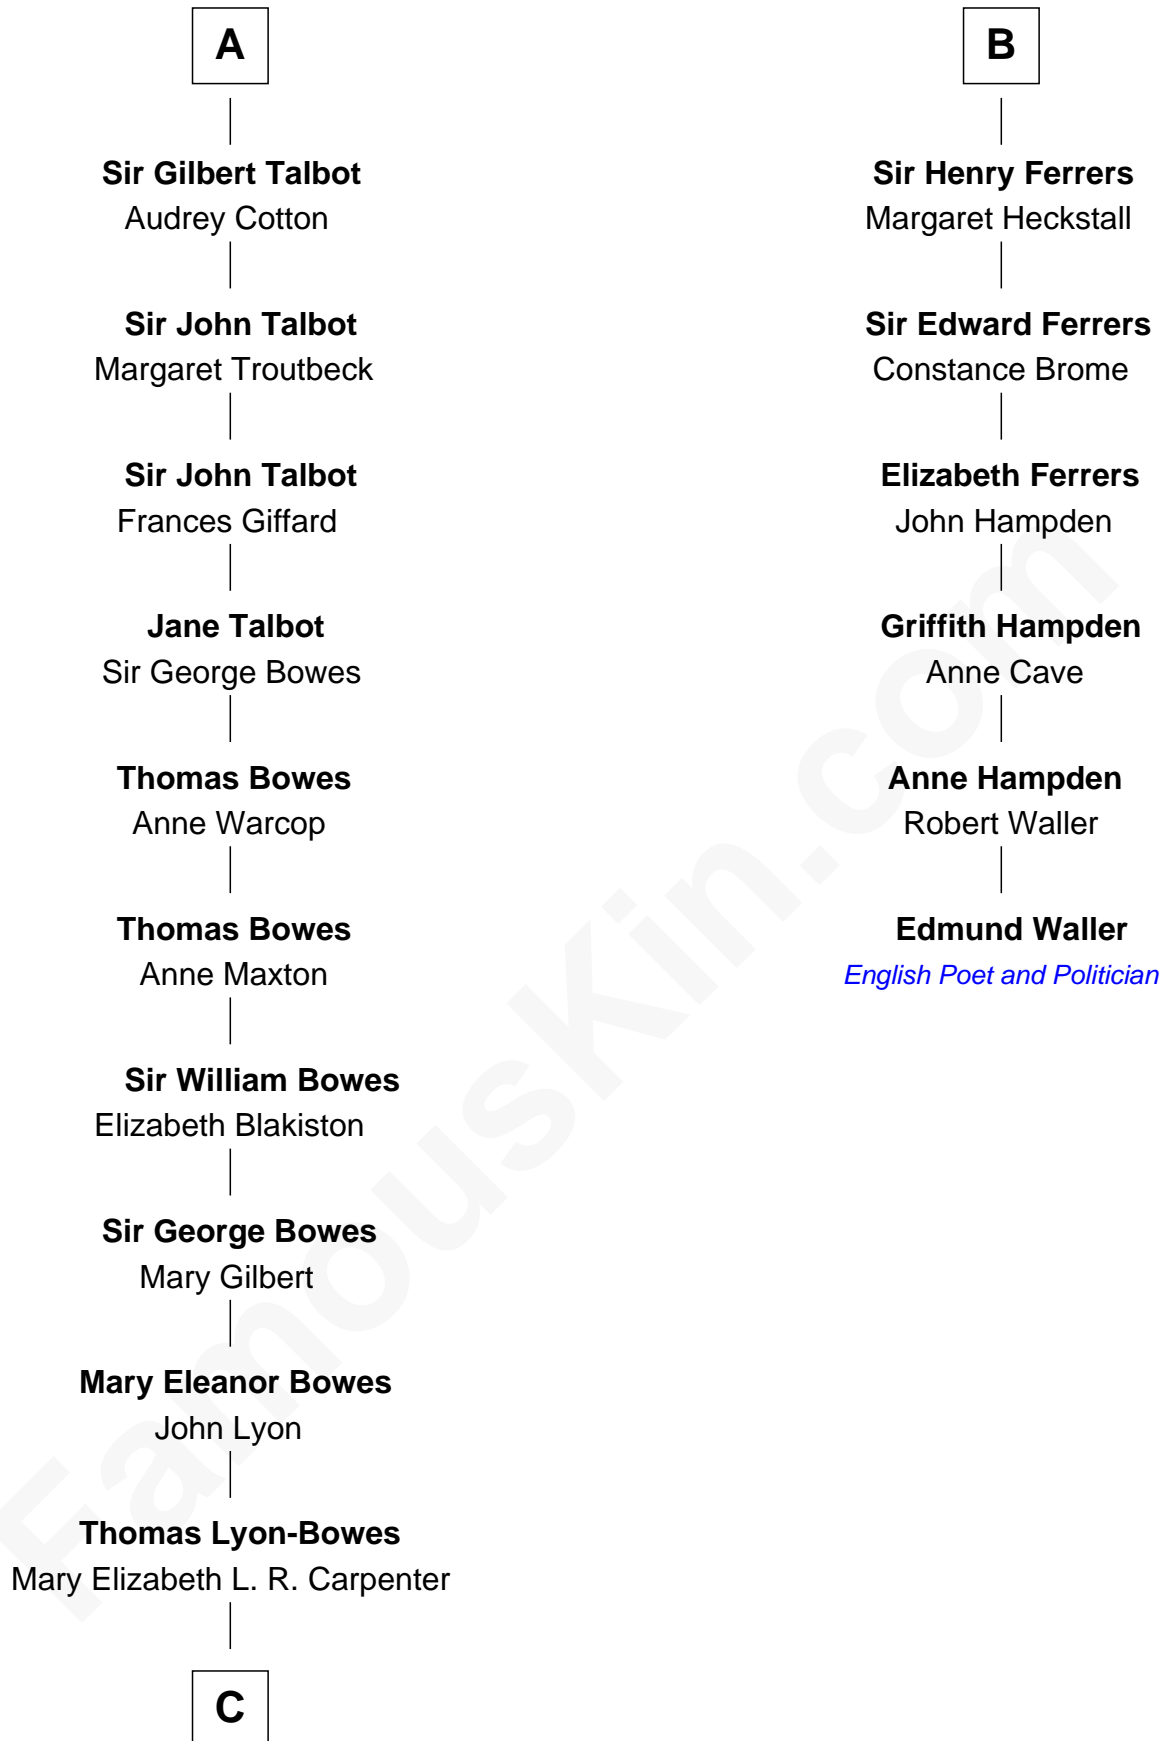 A
Sir Gilbert Talbot
Audrey Cotton
Sir John Talbot
Margaret Troutbeck
Sir John Talbot
Frances Giffard
Jane Talbot
Sir George Bowes
Thomas Bowes
Anne Warcop
Thomas Bowes
Anne Maxton
Sir William Bowes
Elizabeth Blakiston
Sir George Bowes
Mary Gilbert
Mary Eleanor Bowes
John Lyon
Thomas Lyon-Bowes
Mary Elizabeth L. R. Carpenter
C
B
Sir Henry Ferrers
Margaret Heckstall
Sir Edward Ferrers
Constance Brome
Elizabeth Ferrers
John Hampden
Griffith Hampden
Anne Cave
Anne Hampden
Robert Waller
Edmund Waller
English Poet and Politician
FamousKin.com